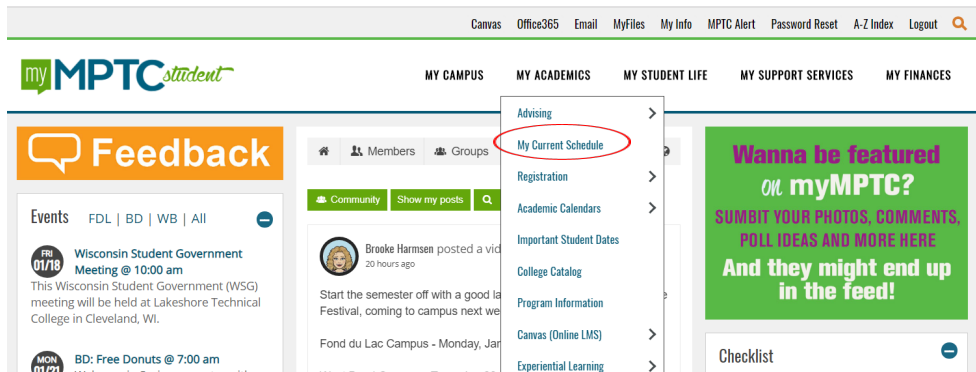 Canvas Office365 Email MyFiles My Info MPTC Alert Password Reset A-Z Index Logout
my MPTC student
MY CAMPUS MY ACADEMICS MY STUDENT LIFE MY SUPPORT SERVICES MY FINANCES
Feedback
Events FDL | BD | WB | All
FRI
01/18
Wisconsin Student Government
Meeting @ 10:00 am
This Wisconsin Student Government (WSG)
meeting will be held at Lakeshore Technical
College in Cleveland, WI.
MON
01/21
BD: Free Donuts @ 7:00 am
Members Groups
Community Show my posts
Brooke Harmsen posted a vid
20 hours ago
Start the semester off with a good la
Festival, coming to campus next we
Fond du Lac Campus - Monday, Jan
Advising
My Current Schedule
Registration
Academic Calendars
Important Student Dates
College Catalog
Program Information
Canvas (Online LMS)
Experiential Learning
Wanna be featured
on myMPTC?
SUMBIT YOUR PHOTOS, COMMENTS,
POLL IDEAS AND MORE HERE
And they might end up
in the feed!
Checklist